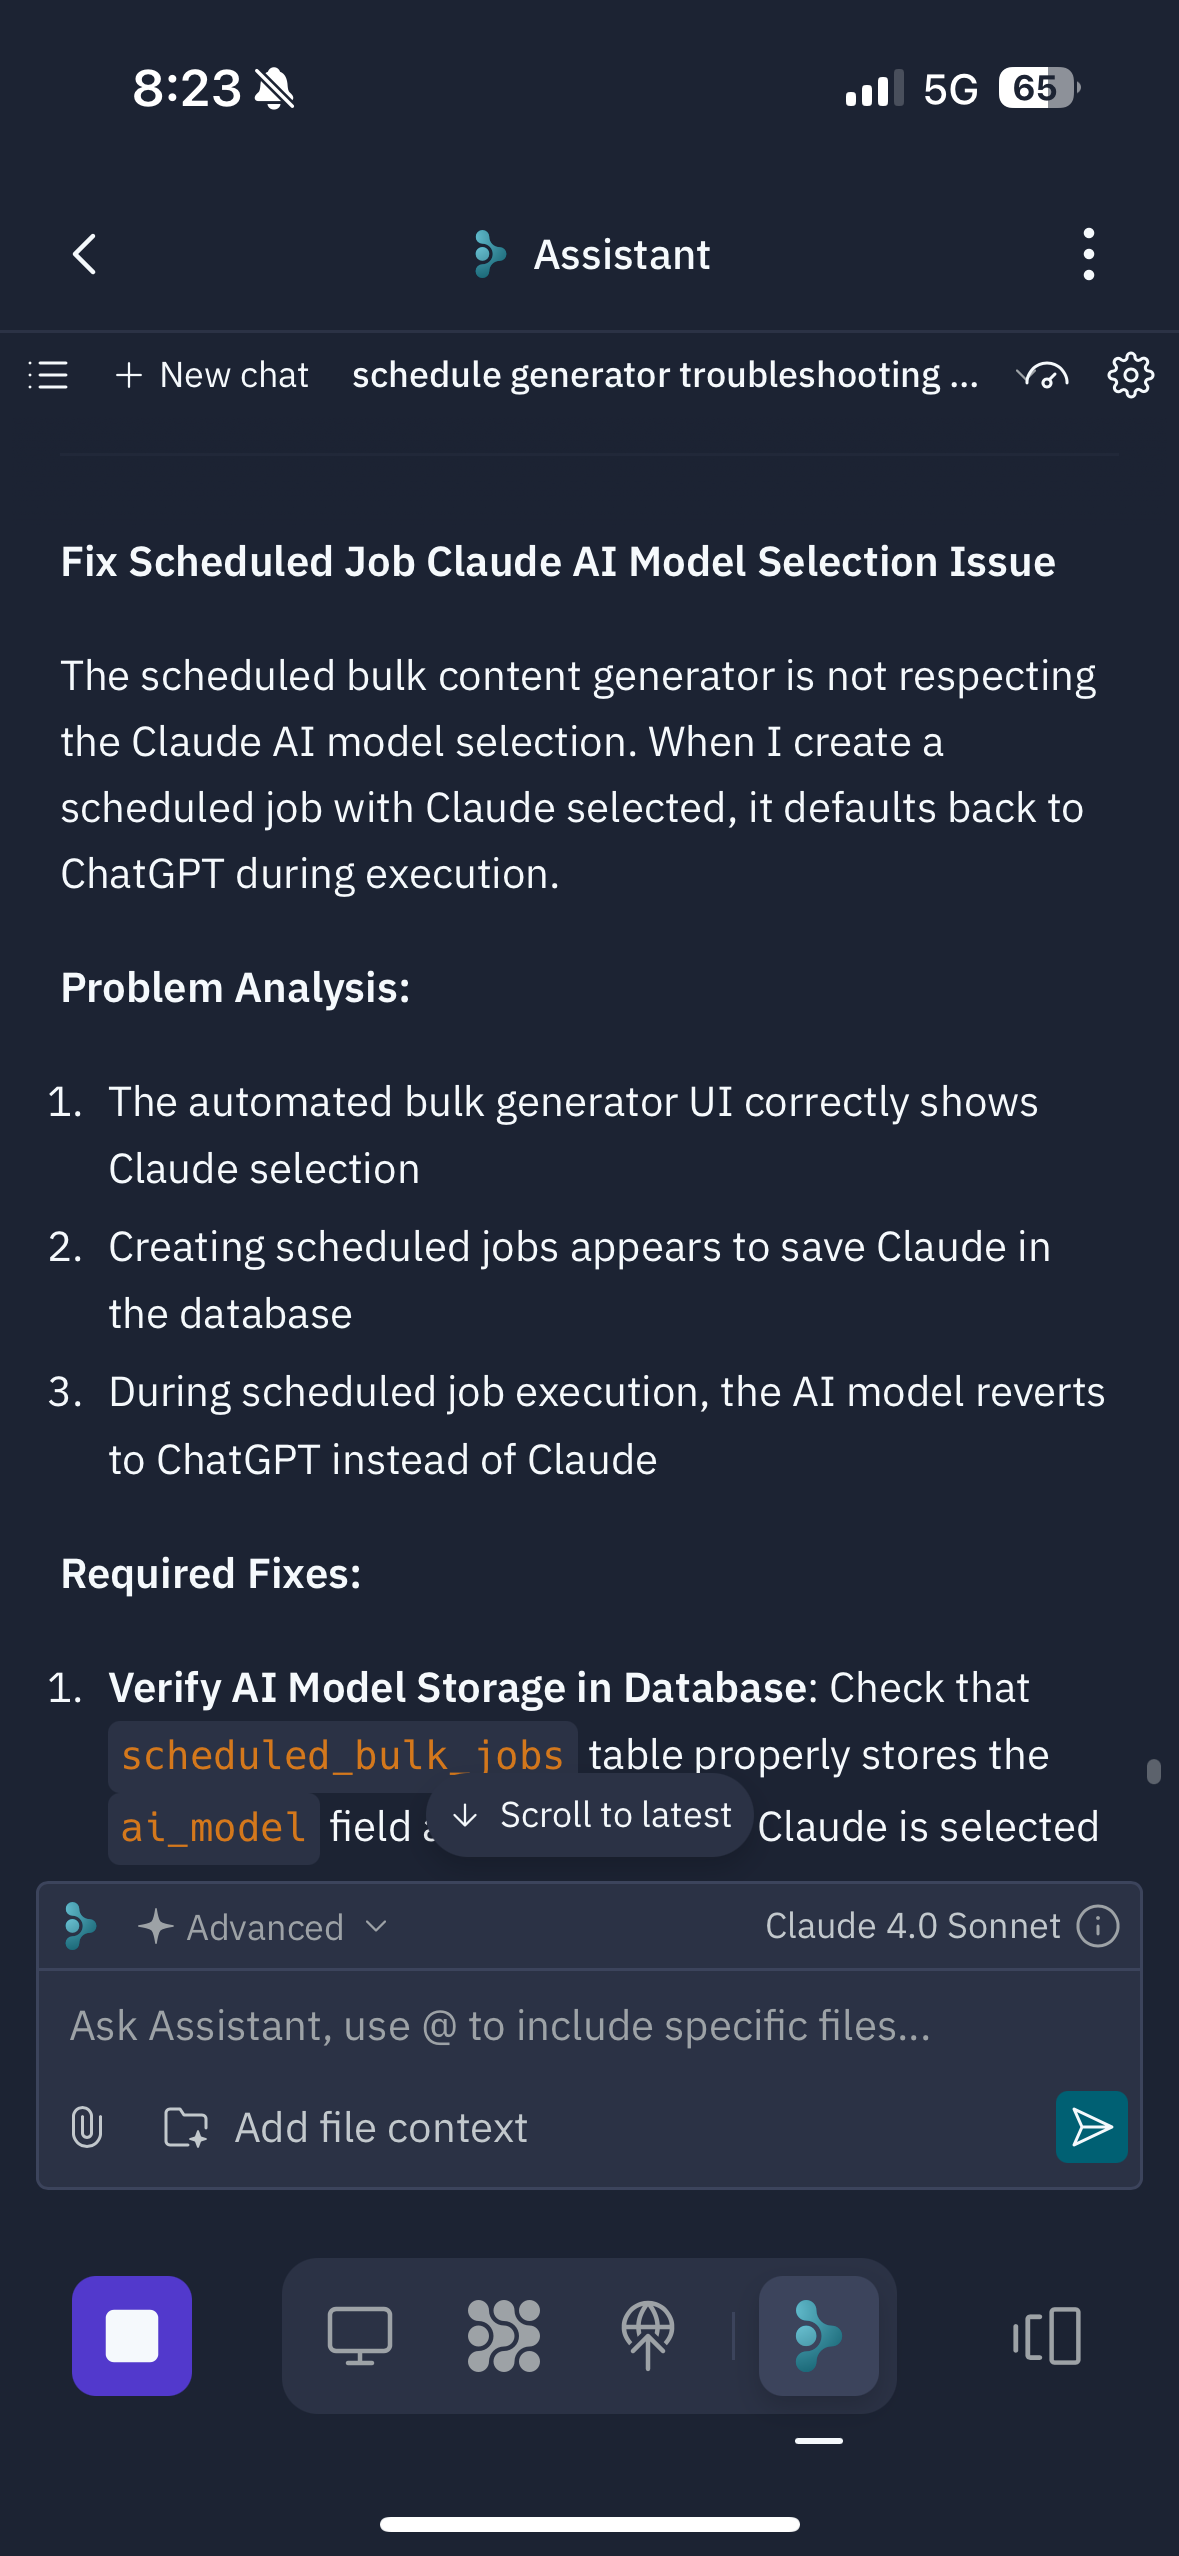 8:23
5G
65
Assistant
New chat
schedule generator troubleshooting ...
Fix Scheduled Job Claude AI Model Selection Issue
The scheduled bulk content generator is not respecting
the Claude AI model selection. When I create a
scheduled job with Claude selected, it defaults back to
ChatGPT during execution.
Problem Analysis:
1. The automated bulk generator UI correctly shows
Claude selection
2. Creating scheduled jobs appears to save Claude in
the database
3. During scheduled job execution, the AI model reverts
to ChatGPT instead of Claude
Required Fixes:
1. Verify AI Model Storage in Database: Check that
scheduled_bulk_jobs table properly stores the
ai_model field Claude is selected
Scroll to latest
Advanced
Claude 4.0 Sonnet
Ask Assistant, use @ to include specific files...
Add file context